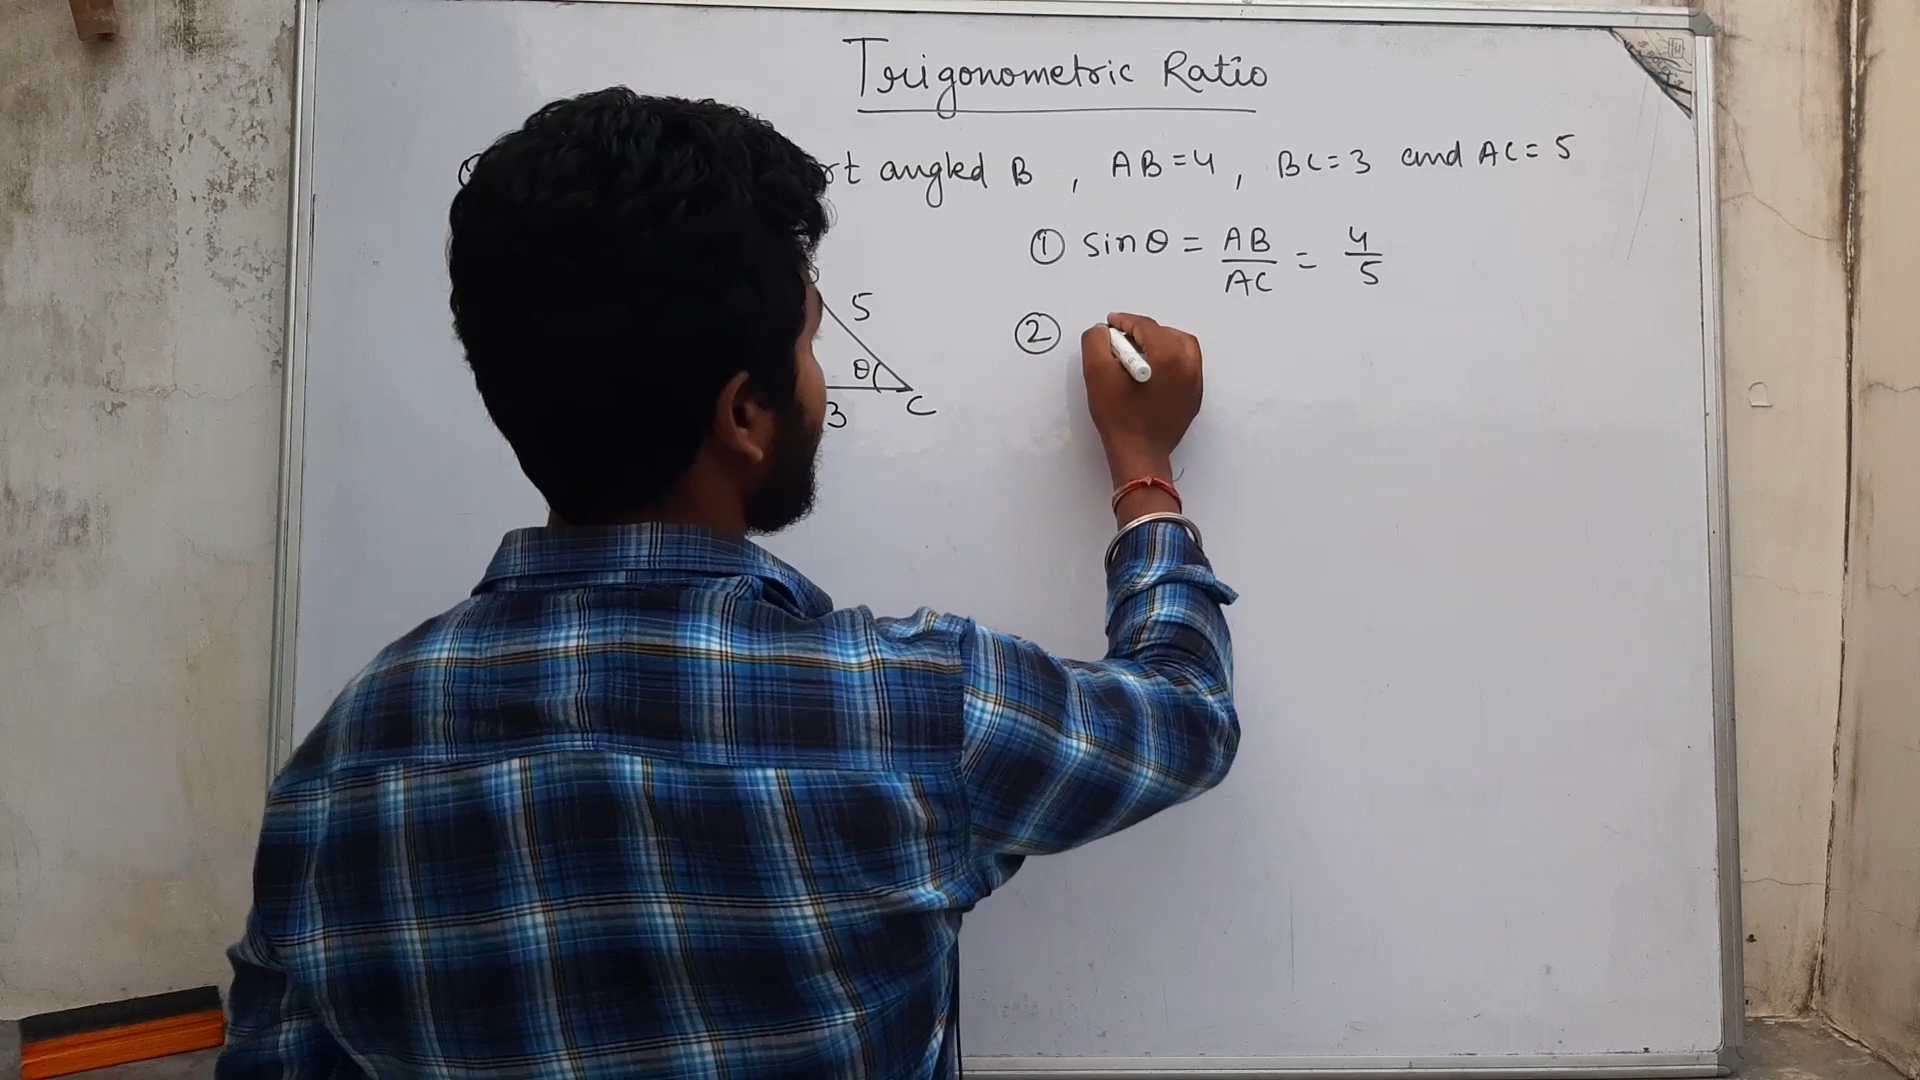 Trigonometric Ratio
angled B , AB=4 , BC=3 and AC=5
① sinθ = AB/AC = 4/5
5
②
θ
C
3